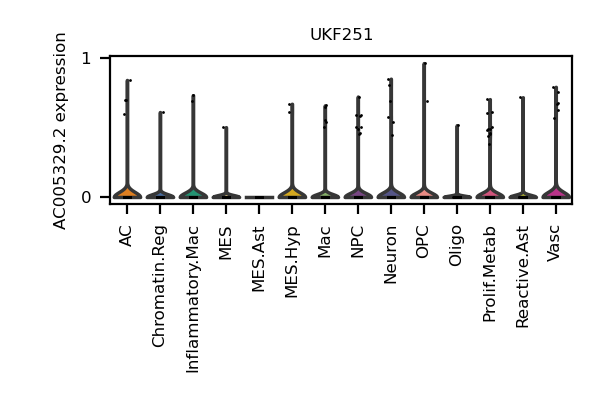 UKF251
AC005329.2 expression
1
0
AC
Chromatin.Reg
Inflammatory.Mac
MES
MES.Ast
MES.Hyp
Mac
NPC
Neuron
OPC
Oligo
Prolif.Metab
Reactive.Ast
Vasc